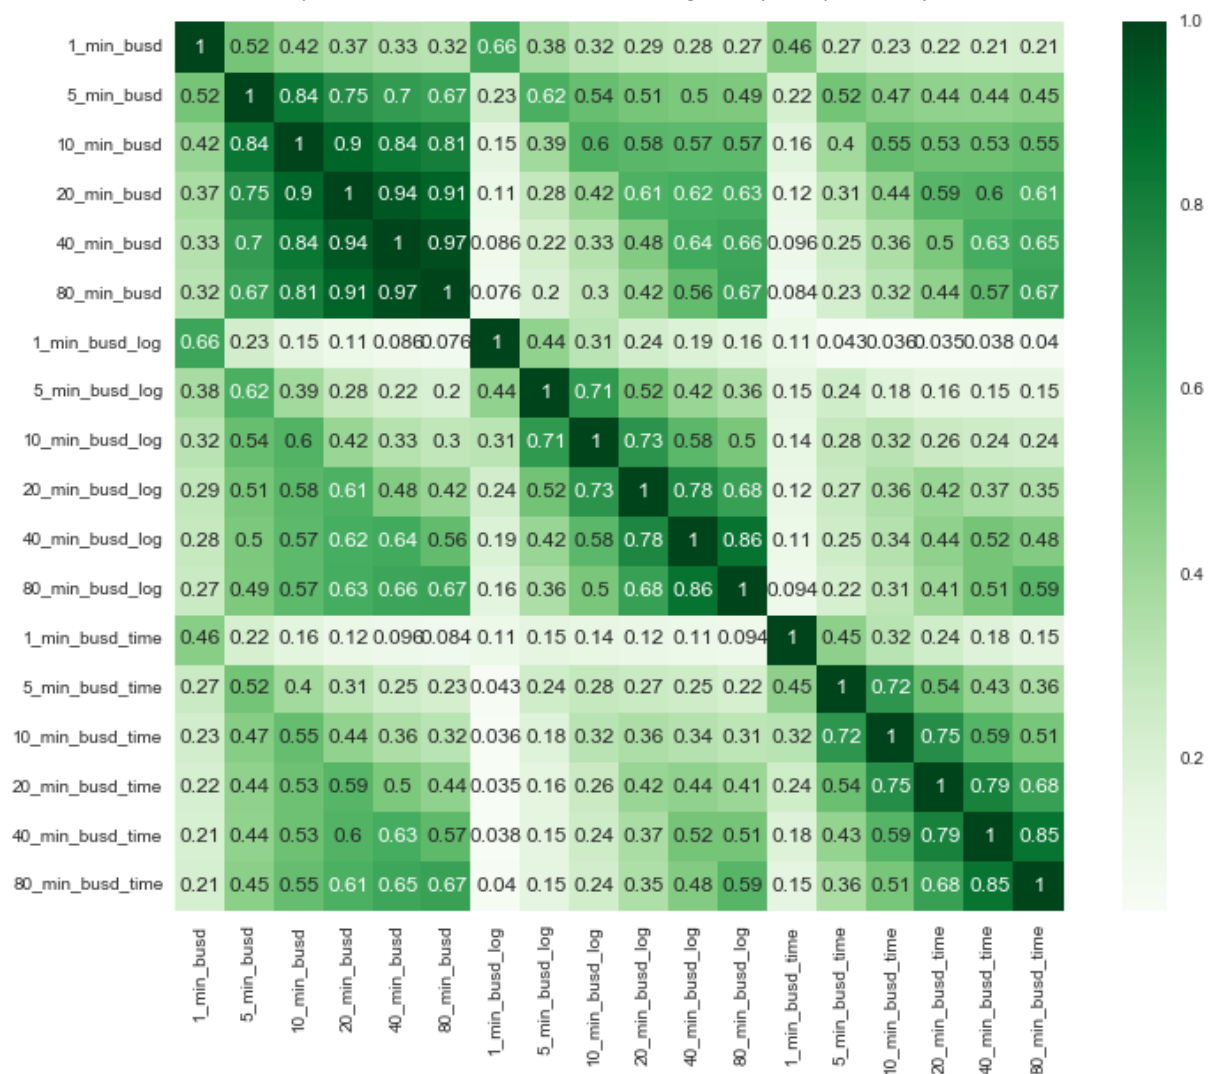 1.0
1_min_busd 1 0.52 0.42 0.37 0.33 0.32 0.66 0.38 0.32 0.29 0.28 0.27 0.46 0.27 0.23 0.22 0.21 0.21
5_min_busd 0.52 1 0.84 0.75 0.7 0.67 0.23 0.62 0.54 0.51 0.5 0.49 0.22 0.52 0.47 0.44 0.44 0.45
10_min_busd 0.42 0.84 1 0.9 0.84 0.81 0.15 0.39 0.6 0.58 0.57 0.57 0.16 0.4 0.55 0.53 0.53 0.55
20_min_busd 0.37 0.75 0.9 1 0.94 0.91 0.11 0.28 0.42 0.61 0.62 0.63 0.12 0.31 0.44 0.59 0.6 0.61
0.8
40_min_busd 0.33 0.7 0.84 0.94 1 0.97 0.086 0.22 0.33 0.48 0.64 0.66 0.096 0.25 0.36 0.5 0.63 0.65
80_min_busd 0.32 0.67 0.81 0.91 0.97 1 0.076 0.2 0.3 0.42 0.56 0.67 0.084 0.23 0.32 0.44 0.57 0.67
1_min_busd_log 0.66 0.23 0.15 0.11 0.086 0.076 1 0.44 0.31 0.24 0.19 0.16 0.11 0.043 0.036 0.035 0.038 0.04
5_min_busd_log 0.38 0.62 0.39 0.28 0.22 0.2 0.44 1 0.71 0.52 0.42 0.36 0.15 0.24 0.18 0.16 0.15 0.15
0.6
10_min_busd_log 0.32 0.54 0.6 0.42 0.33 0.3 0.31 0.71 1 0.73 0.58 0.5 0.14 0.28 0.32 0.26 0.24 0.24
20_min_busd_log 0.29 0.51 0.58 0.61 0.48 0.42 0.24 0.52 0.73 1 0.78 0.68 0.12 0.27 0.36 0.42 0.37 0.35
40_min_busd_log 0.28 0.5 0.57 0.62 0.64 0.56 0.19 0.42 0.58 0.78 1 0.86 0.11 0.25 0.34 0.44 0.52 0.48
0.4
80_min_busd_log 0.27 0.49 0.57 0.63 0.66 0.67 0.16 0.36 0.5 0.68 0.86 1 0.094 0.22 0.31 0.41 0.51 0.59
1_min_busd_time 0.46 0.22 0.16 0.12 0.096 0.084 0.11 0.15 0.14 0.12 0.11 0.094 1 0.45 0.32 0.24 0.18 0.15
5_min_busd_time 0.27 0.52 0.4 0.31 0.25 0.23 0.043 0.24 0.28 0.27 0.25 0.22 0.45 1 0.72 0.54 0.43 0.36
10_min_busd_time 0.23 0.47 0.55 0.44 0.36 0.32 0.036 0.18 0.32 0.36 0.34 0.31 0.32 0.72 1 0.75 0.59 0.51
0.2
20_min_busd_time 0.22 0.44 0.53 0.59 0.5 0.44 0.035 0.16 0.26 0.42 0.44 0.41 0.24 0.54 0.75 1 0.79 0.68
40_min_busd_time 0.21 0.44 0.53 0.6 0.63 0.57 0.038 0.15 0.24 0.37 0.52 0.51 0.18 0.43 0.59 0.79 1 0.85
80_min_busd_time 0.21 0.45 0.55 0.61 0.65 0.67 0.04 0.15 0.24 0.35 0.48 0.59 0.15 0.36 0.51 0.68 0.85 1
1_min_busd
5_min_busd
10_min_busd
20_min_busd
40_min_busd
80_min_busd
1_min_busd_log
5_min_busd_log
10_min_busd_log
20_min_busd_log
40_min_busd_log
80_min_busd_log
1_min_busd_time
5_min_busd_time
10_min_busd_time
20_min_busd_time
40_min_busd_time
80_min_busd_time